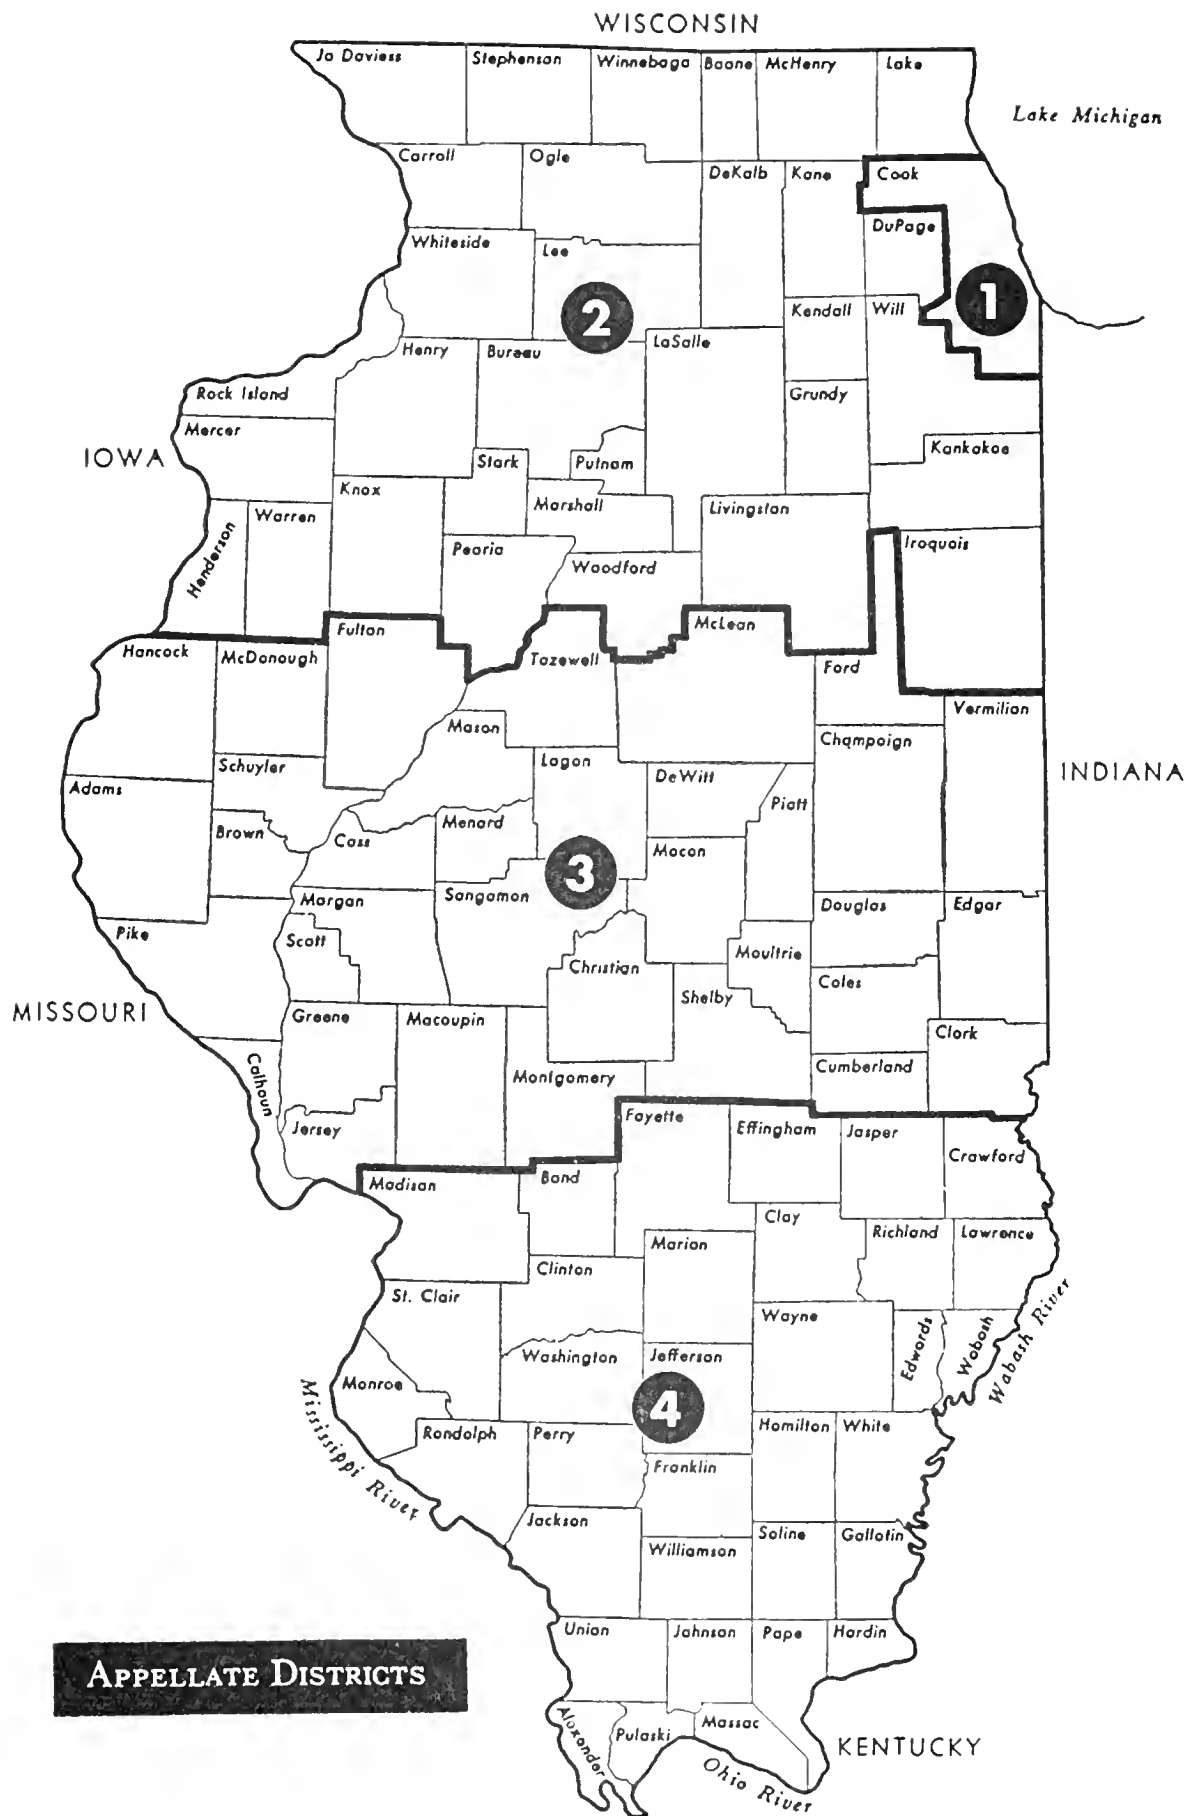 WISCONSIN
Jo Daviess
Stephenson
Winnebago
Boone
McHenry
Lake
Lake Michigan
Carroll
Ogle
DeKalb
Kane
Cook
DuPage
Whiteside
Lee
2
1
Kendall
Will
Henry
Bureau
LaSalle
Rock Island
Grundy
Mercer
IOWA
Kankakee
Stark
Putnam
Knox
Marshall
Livingston
Warren
Henderson
Peoria
Woodford
Iroquois
Fulton
McLean
Hancock
McDonough
Tazewell
Ford
Vermilion
Mason
Champaign
Schuyler
Logan
DeWitt
INDIANA
Adams
Piatt
Brown
Cass
Menard
Macon
3
Morgan
Sangamon
Douglas
Edgar
Pike
Scott
Christian
Moultrie
Coles
MISSOURI
Greene
Macoupin
Shelby
Clark
Calhoun
Montgomery
Cumberland
Jersey
Fayette
Effingham
Jasper
Crawford
Madison
Bond
Clay
Richland
Lawrence
Marion
Clinton
St. Clair
Wayne
Edwards
Wabash
Wabash River
Washington
Jefferson
Monroe
4
Mississippi River
Randolph
Perry
Hamilton
White
Franklin
Jackson
Williamson
Saline
Gallatin
Union
Johnson
Pope
Hardin
APPELLATE DISTRICTS
Alexander
Pulaski
Massac
KENTUCKY
Ohio River